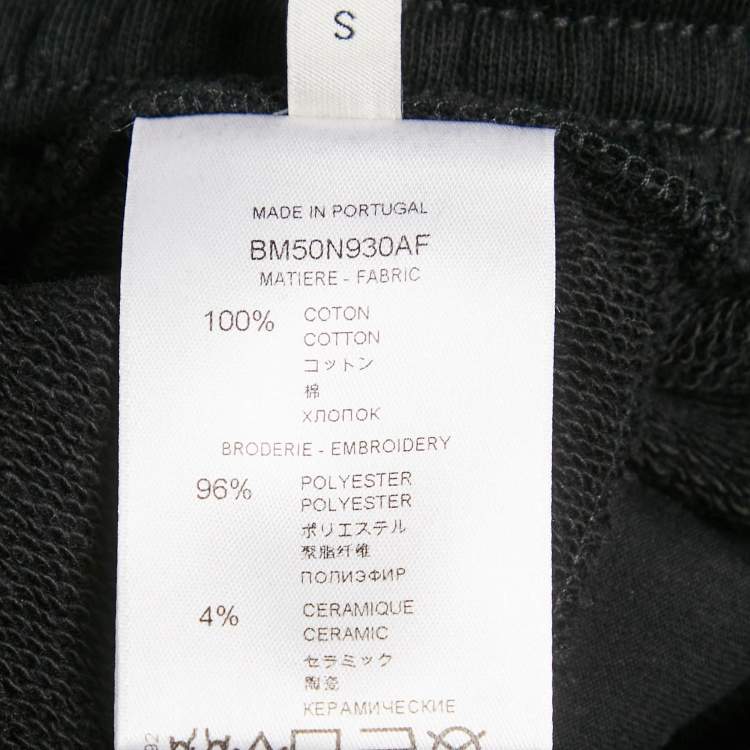 S
MADE IN PORTUGAL
BM50N930AF
MATIERE - FABRIC
100% COTON
COTTON
コットン
棉
ХЛОПОК
BRODERIE - EMBROIDERY
96% POLYESTER
POLYESTER
ポリエステル
聚脂纤维
ПОЛИЭФИР
4% CERAMIQUE
CERAMIC
セラミック
陶瓷
КЕРАМИЧЕСКИЕ
92